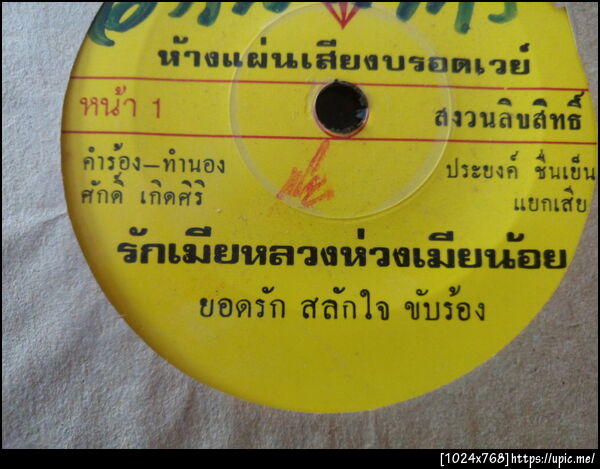 ห้างแผ่นเสียงบรอดเวย์
หน้า 1
สงวนลิขสิทธิ์
คำร้อง–ทำนอง
ศักดิ์ เกิดศิริ
ประยงค์ ชื่นเย็น
แยกเสีย
รักเมียหลวงห่วงเมียน้อย
ยอดรัก สลักใจ ขับร้อง
[1024x768]https://upic.me/